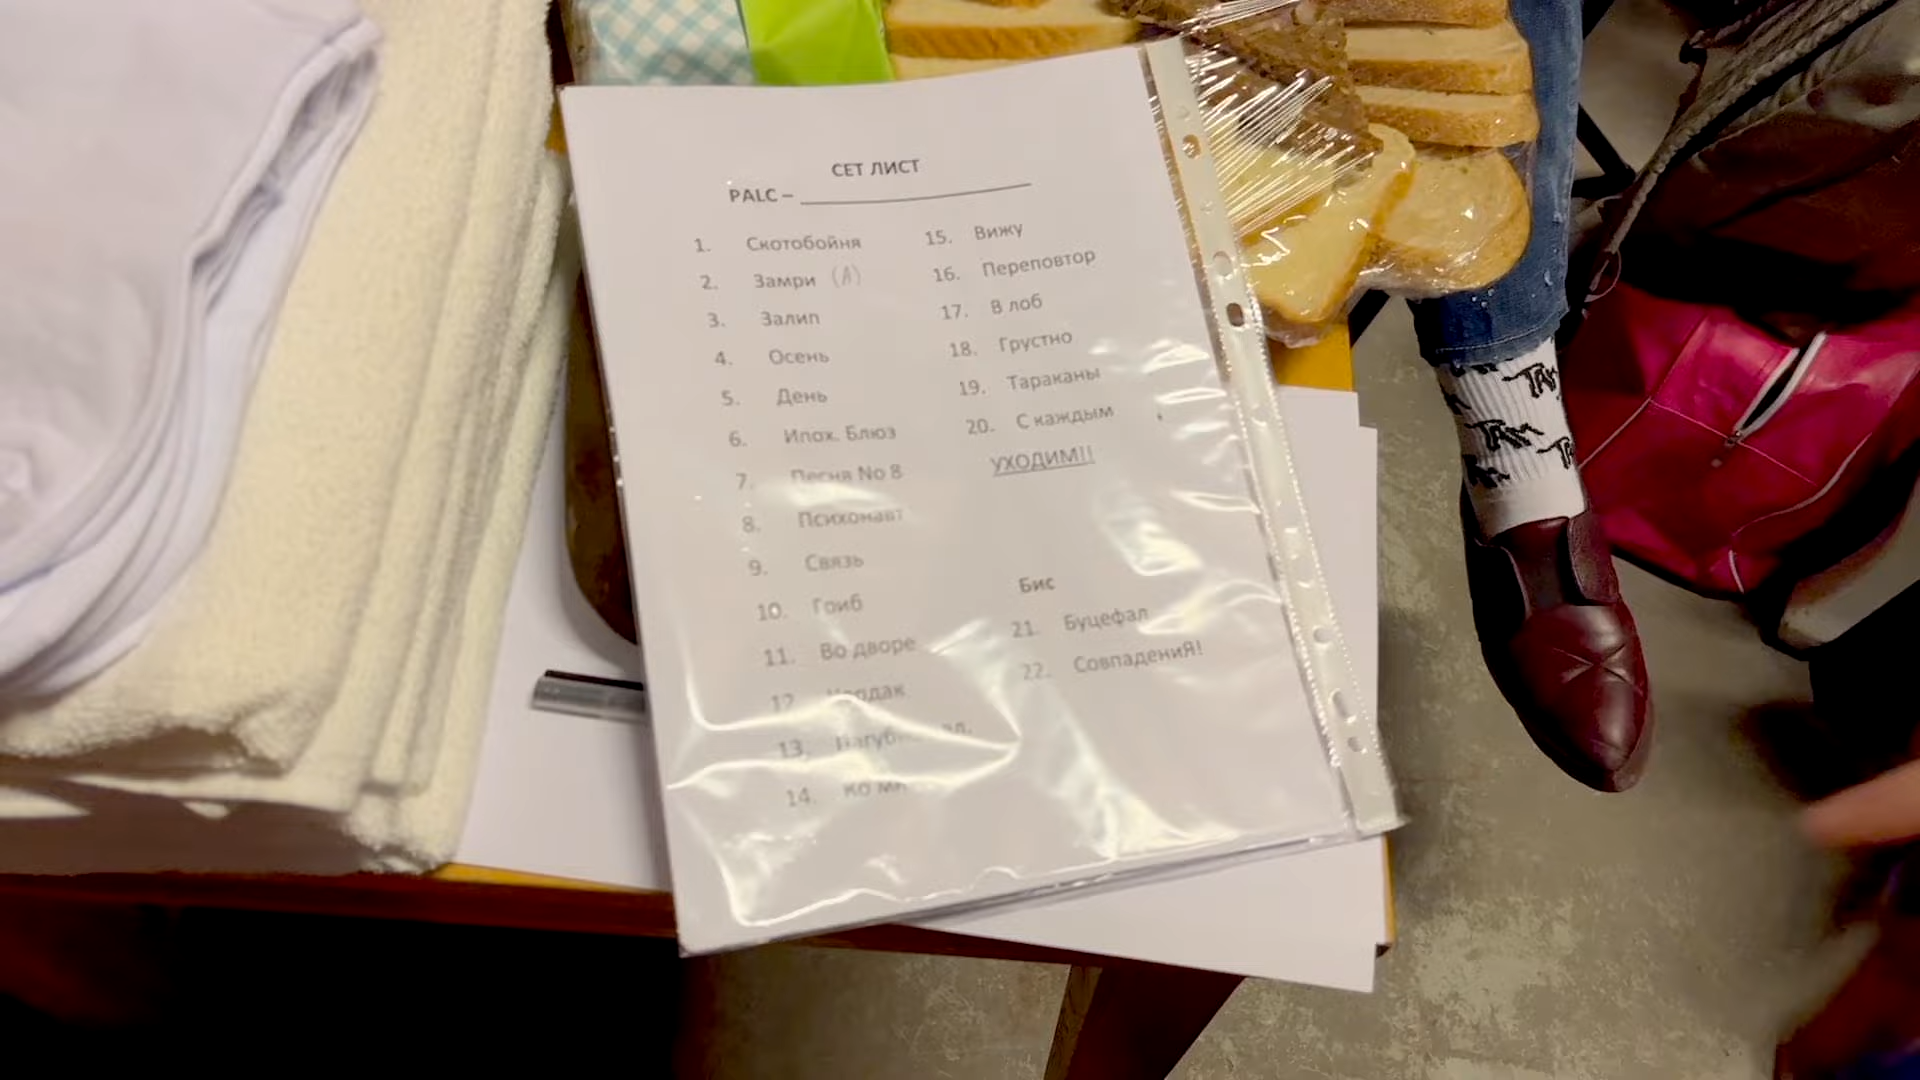 СЕТ ЛИСТ
PALC –
1. Скотобойня
2. Замри (А)
3. Залип
4. Осень
5. День
6. Ипох. Блюз
7. Песня No 8
8. Психонавт
9. Связь
10. Гриб
11. Во дворе
12.
13.
14. Ко
15. Вижу
16. Переповтор
17. В лоб
18. Грустно
19. Тараканы
20. С каждым
УХОДИМ!!
Бис
21. Буцефал
22. СовпадениЯ!